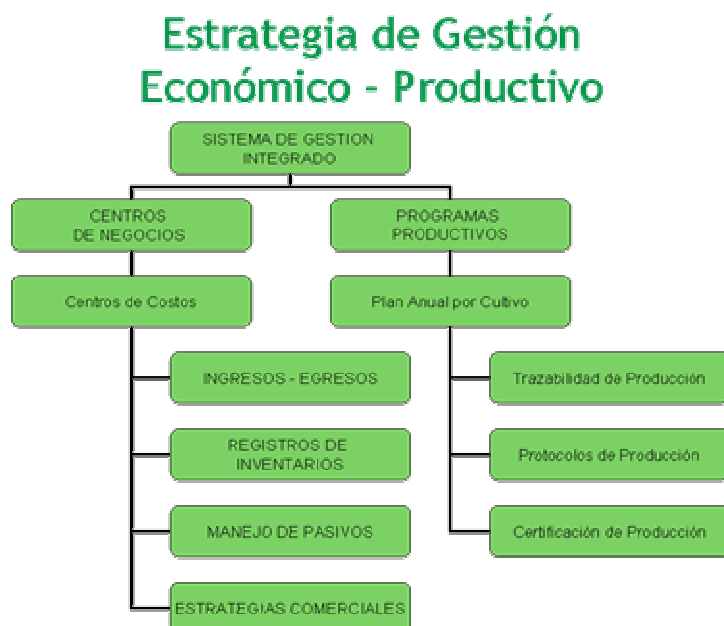 Estrategia de Gestión
Económico - Productivo
SISTEMA DE GESTION
INTEGRADO
CENTROS
DE NEGOCIOS
PROGRAMAS
PRODUCTIVOS
Centros de Costos
Plan Anual por Cultivo
INGRESOS - EGRESOS
Trazabilidad de Producción
REGISTROS DE
INVENTARIOS
Protocolos de Producción
MANEJO DE PASIVOS
Certificación de Producción
ESTRATEGIAS COMERCIALES